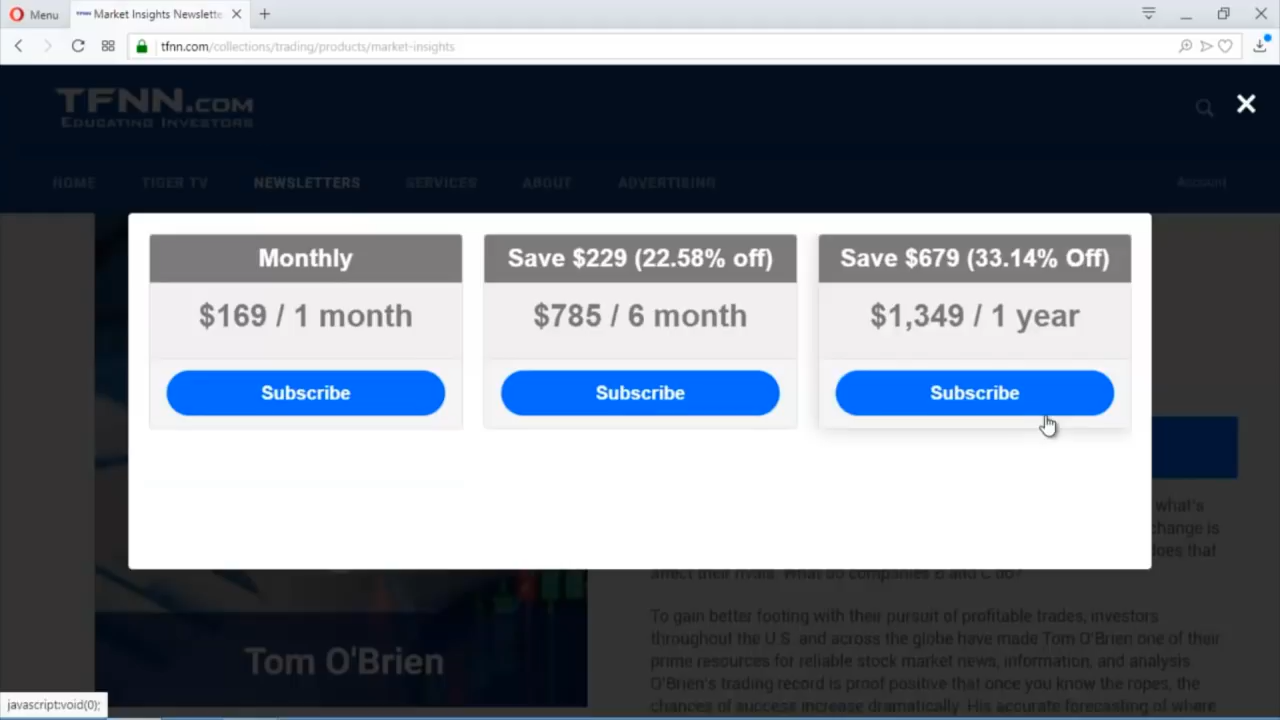 Menu
TFNN Market Insights Newslette
tfnn.com/collections/trading/products/market-insights
TFNN.COM
EDUCATING INVESTORS
HOME
TIGER TV
NEWSLETTERS
SERVICES
ABOUT
ADVERTISING
Account
Monthly
$169 / 1 month
Subscribe
Save $229 (22.58% off)
$785 / 6 month
Subscribe
Save $679 (33.14% Off)
$1,349 / 1 year
Subscribe
what's
change is
does that
affect their rivals. What do companies B and C do?
To gain better footing with their pursuit of profitable trades, investors
throughout the U.S. and across the globe have made Tom O'Brien one of their
prime resources for reliable stock market news, information, and analysis.
O'Brien's trading record is proof positive that once you know the ropes, the
chances of success increase dramatically. His accurate forecasting of where
Tom O'Brien
javascript:void(0);